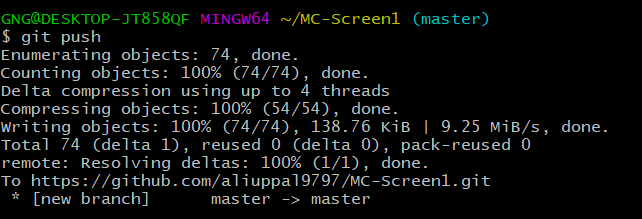 GNG@DESKTOP-JT858QF MINGW64 ~/MC-Screen1 (master)
$ git push
Enumerating objects: 74, done.
Counting objects: 100% (74/74), done.
Delta compression using up to 4 threads
Compressing objects: 100% (54/54), done.
Writing objects: 100% (74/74), 138.76 KiB | 9.25 MiB/s, done.
Total 74 (delta 1), reused 0 (delta 0), pack-reused 0
remote: Resolving deltas: 100% (1/1), done.
To https://github.com/aliuppal9797/MC-Screen1.git
 * [new branch]      master -> master